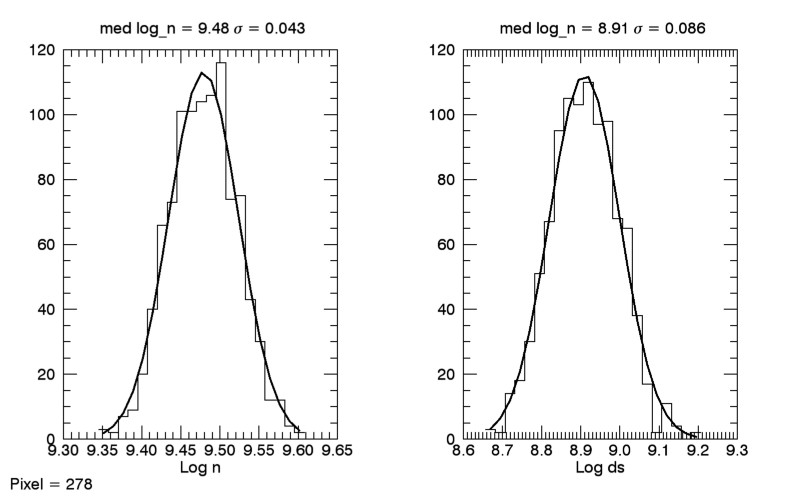 med log_n = 9.48 σ = 0.043
120
100
80
60
40
20
0
9.30 9.35 9.40 9.45 9.50 9.55 9.60 9.65
Log n
med log_n = 8.91 σ = 0.086
120
100
80
60
40
20
0
8.6 8.7 8.8 8.9 9.0 9.1 9.2 9.3
Log ds
Pixel = 278